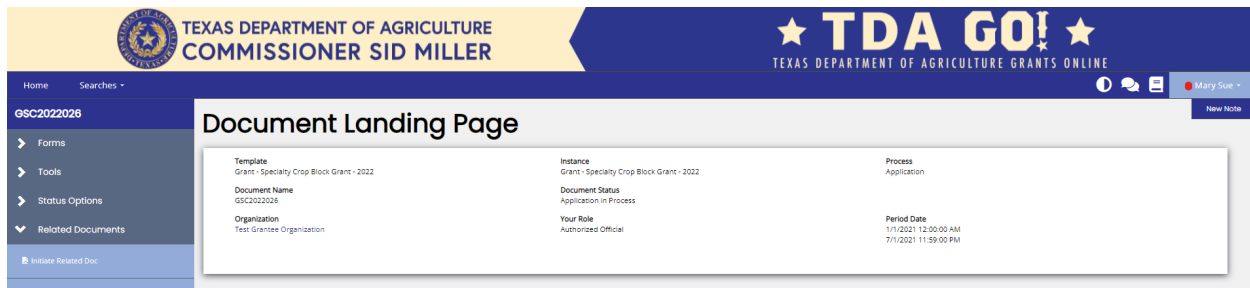 TEXAS DEPARTMENT OF AGRICULTURE
COMMISSIONER SID MILLER
TDA GO!
TEXAS DEPARTMENT OF AGRICULTURE GRANTS ONLINE
Home Searches
Mary Sue
GSC2022026
New Note
Document Landing Page
Forms
Tools
Status Options
Related Documents
Initiate Related Doc
Template Instance Process
Grant - Specialty Crop Block Grant - 2022 Grant - Specialty Crop Block Grant - 2022 Application
Document Name Document Status
GSC2022026 Application in Process
Organization Your Role Period Date
Test Grantee Organization Authorized Official 1/1/2021 12:00:00 AM
7/1/2021 11:59:00 PM